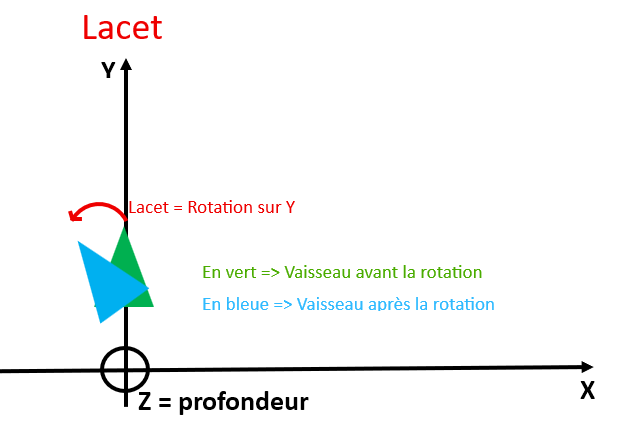 Lacet
Y
Lacet = Rotation sur Y
En vert => Vaisseau avant la rotation
En bleue => Vaisseau après la rotation
X
Z = profondeur